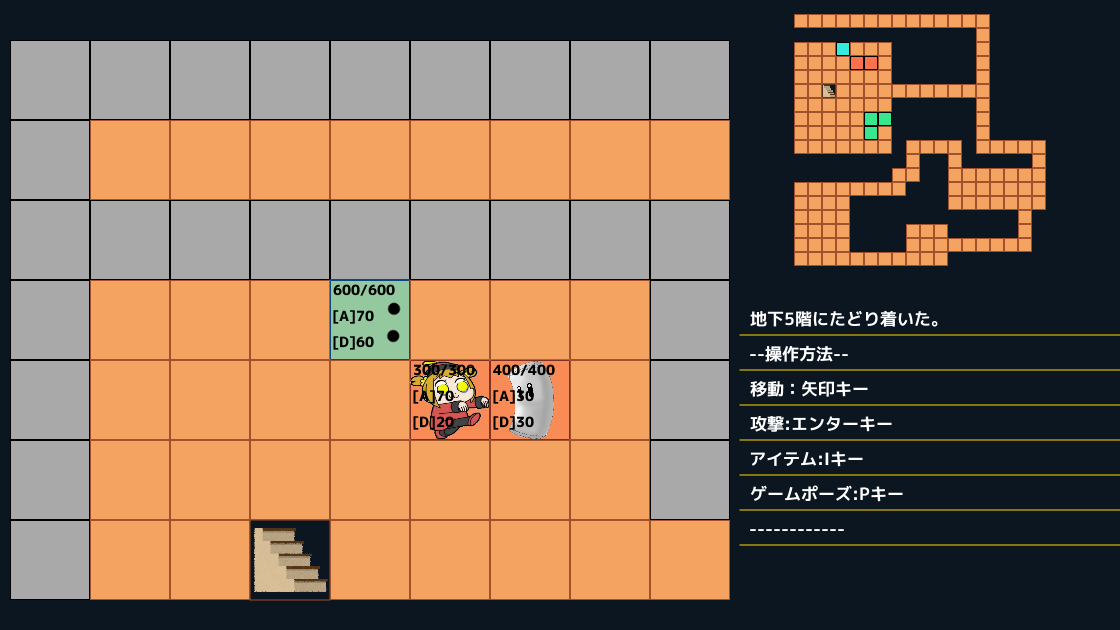 600/600
[A]70
[D]60
300/300
[A]70
[D]20
400/400
[A]30
[D]30
地下5階にたどり着いた。
--操作方法--
移動：矢印キー
攻撃:エンターキー
アイテム:Iキー
ゲームポーズ:Pキー
------------